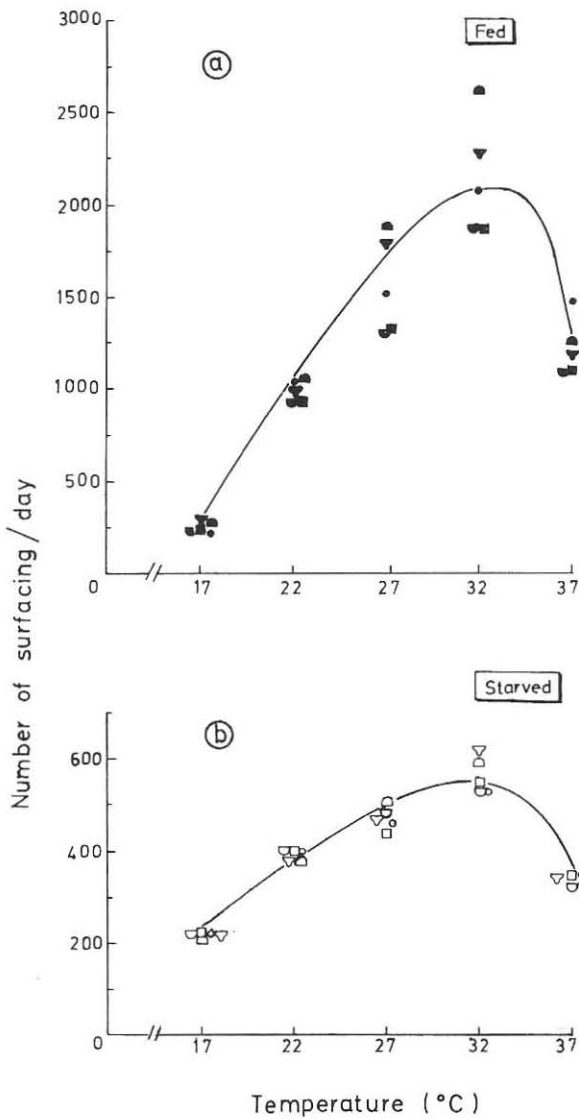 Number of surfacing/day
a
Fed
3000
2500
2000
1500
1000
500
0
17 22 27 32 37
b
Starved
600
400
200
0
17 22 27 32 37
Temperature (°C)